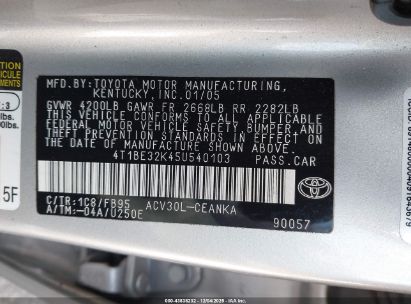 MFD.BY:TOYOTA MOTOR MANUFACTURING,
KENTUCKY, INC.01/05
GVWR 4200LB GAWR FR 2668LB RR 2282LB
THIS VEHICLE CONFORMS TO ALL APPLICABLE
FEDERAL MOTOR VEHICLE SAFETY, BUMPER, AND
THEFT PREVENTION STANDARDS IN EFFECT ON
THE DATE OF MANUFACTURE SHOWN ABOVE.
4T1BE32K45U540103 PASS.CAR
C/TR:1C8/FB95 ACV30L-CEANKA
A/TM:-04A/U250E
90057
TOYOTA
VEHICLE
5F